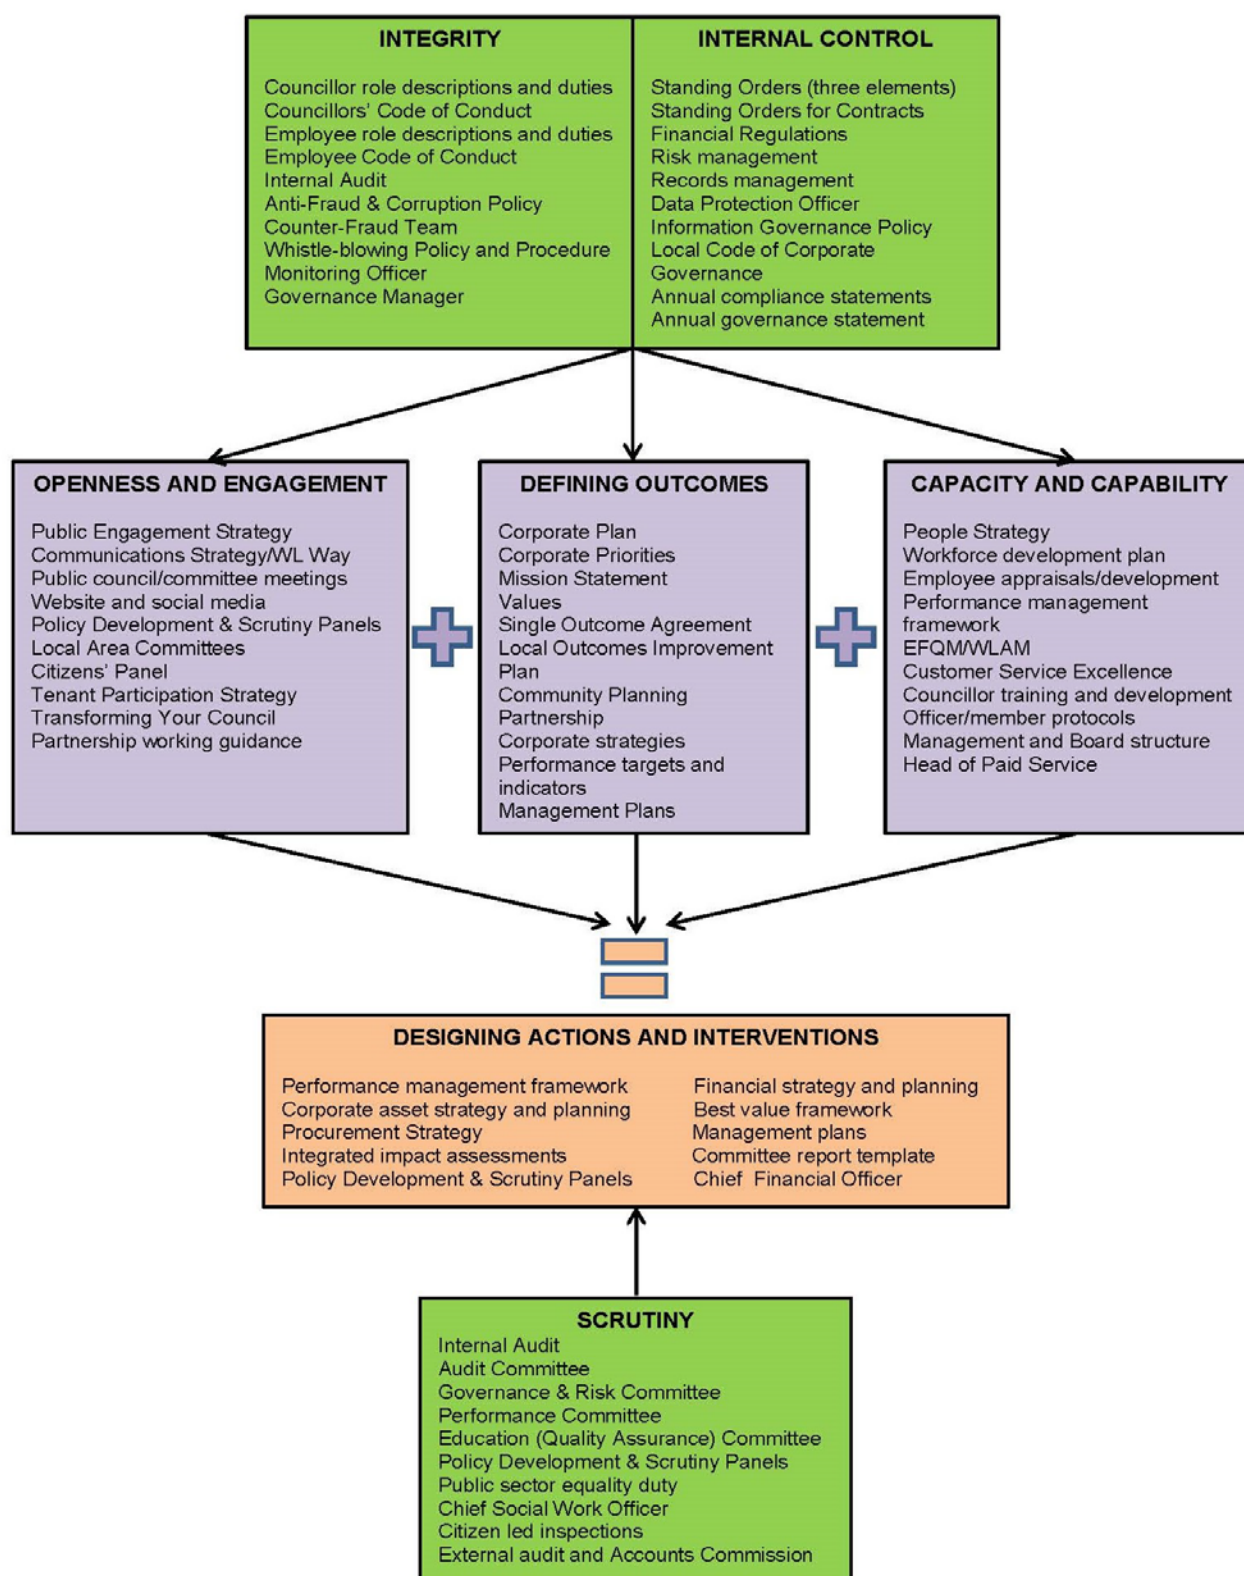 INTEGRITY
Councillor role descriptions and duties
Councillors' Code of Conduct
Employee role descriptions and duties
Employee Code of Conduct
Internal Audit
Anti-Fraud & Corruption Policy
Counter-Fraud Team
Whistle-blowing Policy and Procedure
Monitoring Officer
Governance Manager
INTERNAL CONTROL
Standing Orders (three elements)
Standing Orders for Contracts
Financial Regulations
Risk management
Records management
Data Protection Officer
Information Governance Policy
Local Code of Corporate
Governance
Annual compliance statements
Annual governance statement
OPENNESS AND ENGAGEMENT
Public Engagement Strategy
Communications Strategy/WL Way
Public council/committee meetings
Website and social media
Policy Development & Scrutiny Panels
Local Area Committees
Citizens' Panel
Tenant Participation Strategy
Transforming Your Council
Partnership working guidance
DEFINING OUTCOMES
Corporate Plan
Corporate Priorities
Mission Statement
Values
Single Outcome Agreement
Local Outcomes Improvement
Plan
Community Planning
Partnership
Corporate strategies
Performance targets and
indicators
Management Plans
CAPACITY AND CAPABILITY
People Strategy
Workforce development plan
Employee appraisals/development
Performance management
framework
EFQM/WLAM
Customer Service Excellence
Councillor training and development
Officer/member protocols
Management and Board structure
Head of Paid Service
DESIGNING ACTIONS AND INTERVENTIONS
Performance management framework
Corporate asset strategy and planning
Procurement Strategy
Integrated impact assessments
Policy Development & Scrutiny Panels
Financial strategy and planning
Best value framework
Management plans
Committee report template
Chief Financial Officer
SCRUTINY
Internal Audit
Audit Committee
Governance & Risk Committee
Performance Committee
Education (Quality Assurance) Committee
Policy Development & Scrutiny Panels
Public sector equality duty
Chief Social Work Officer
Citizen led inspections
External audit and Accounts Commission